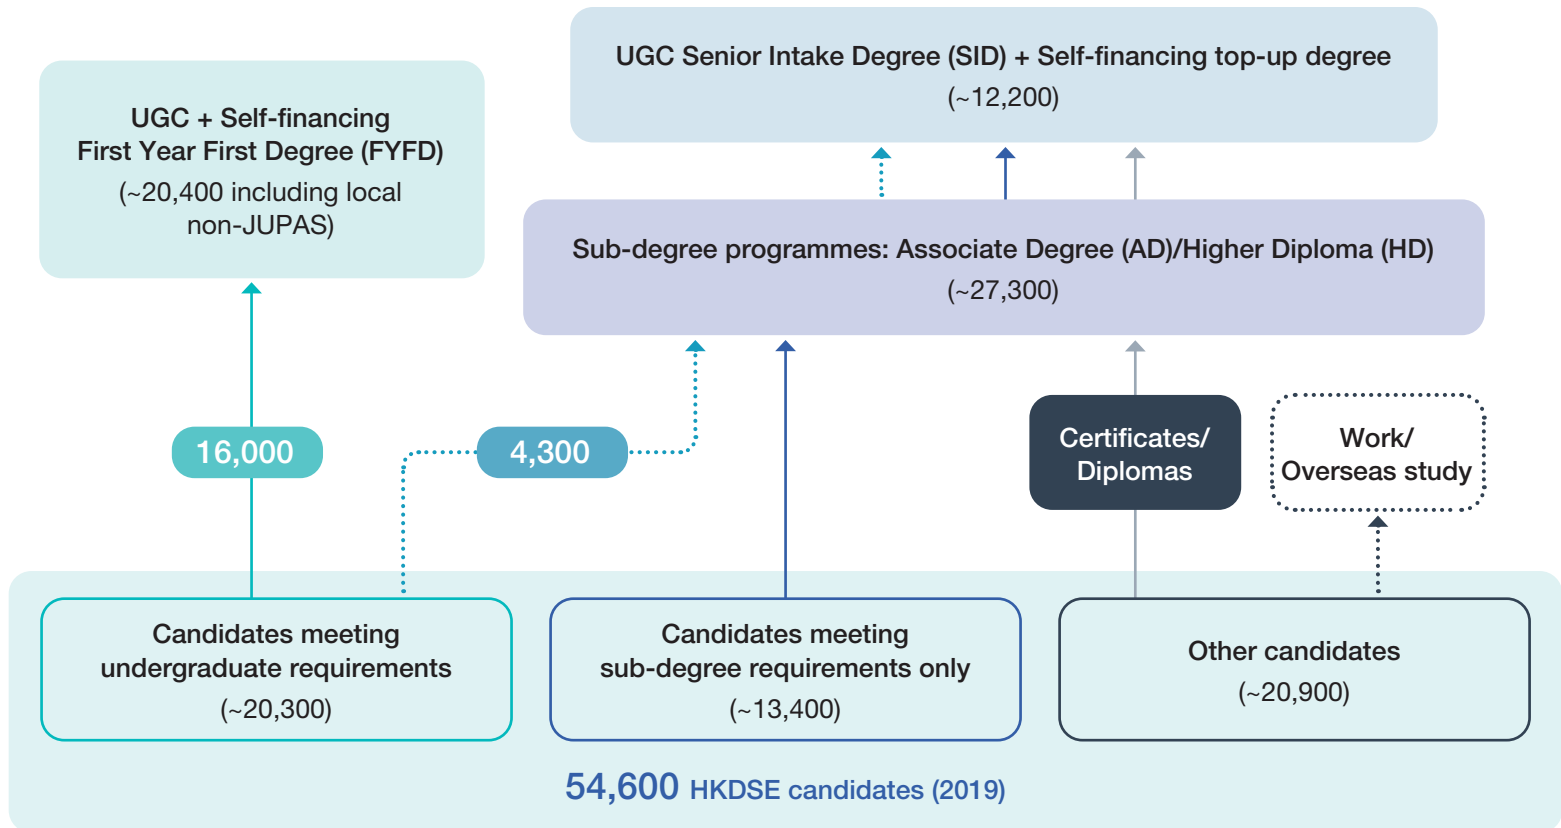 UGC Senior Intake Degree (SID) + Self-financing top-up degree
(~12,200)
UGC + Self-financing
First Year First Degree (FYFD)
(~20,400 including local
non-JUPAS)
Sub-degree programmes: Associate Degree (AD)/Higher Diploma (HD)
(~27,300)
16,000
4,300
Certificates/
Diplomas
Work/
Overseas study
Candidates meeting
undergraduate requirements
(~20,300)
Candidates meeting
sub-degree requirements only
(~13,400)
Other candidates
(~20,900)
54,600 HKDSE candidates (2019)